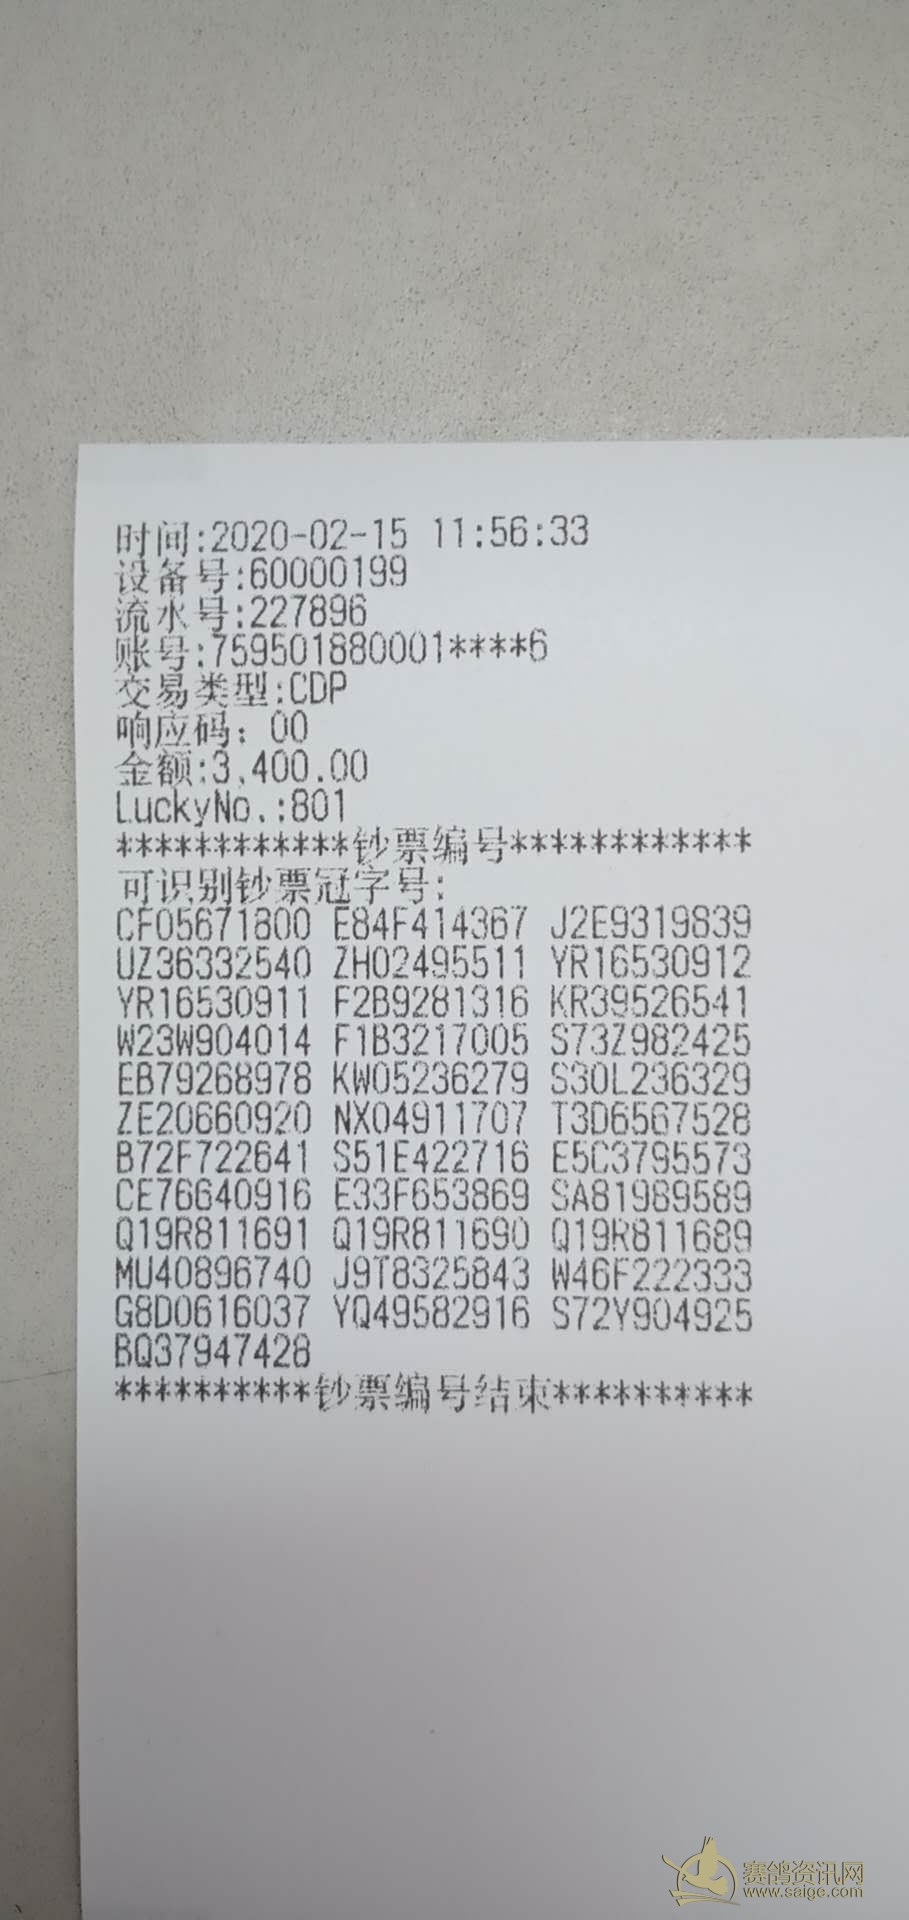 时间:2020-02-15 11:56:33
设备号:60000199
流水号:227896
账号:759501880001****6
交易类型:CDP
响应码: 00
金额:3,400.00
LuckyNo.:801
************钞票编号************
可识别钞票冠字号:
CF05671800 E84F414367 J2E9319839
UZ36332540 ZH02495511 YR16530912
YR16530911 F2B9281316 KR39526541
W23W904014 F1B3217005 S73Z982425
EB79268978 KW05236279 S30L236329
ZE20660920 NX04911707 T3D6567528
B72F722641 S51E422716 E5C3795573
CE76640916 E33F653869 SA81989589
Q19R811691 Q19R811690 Q19R811689
MU40896740 J9T8325843 W46F222333
G8D0616037 YQ49582916 S72Y904925
BQ37947428
**********钞票编号结束**********
赛鸽资讯网
www.saige.com